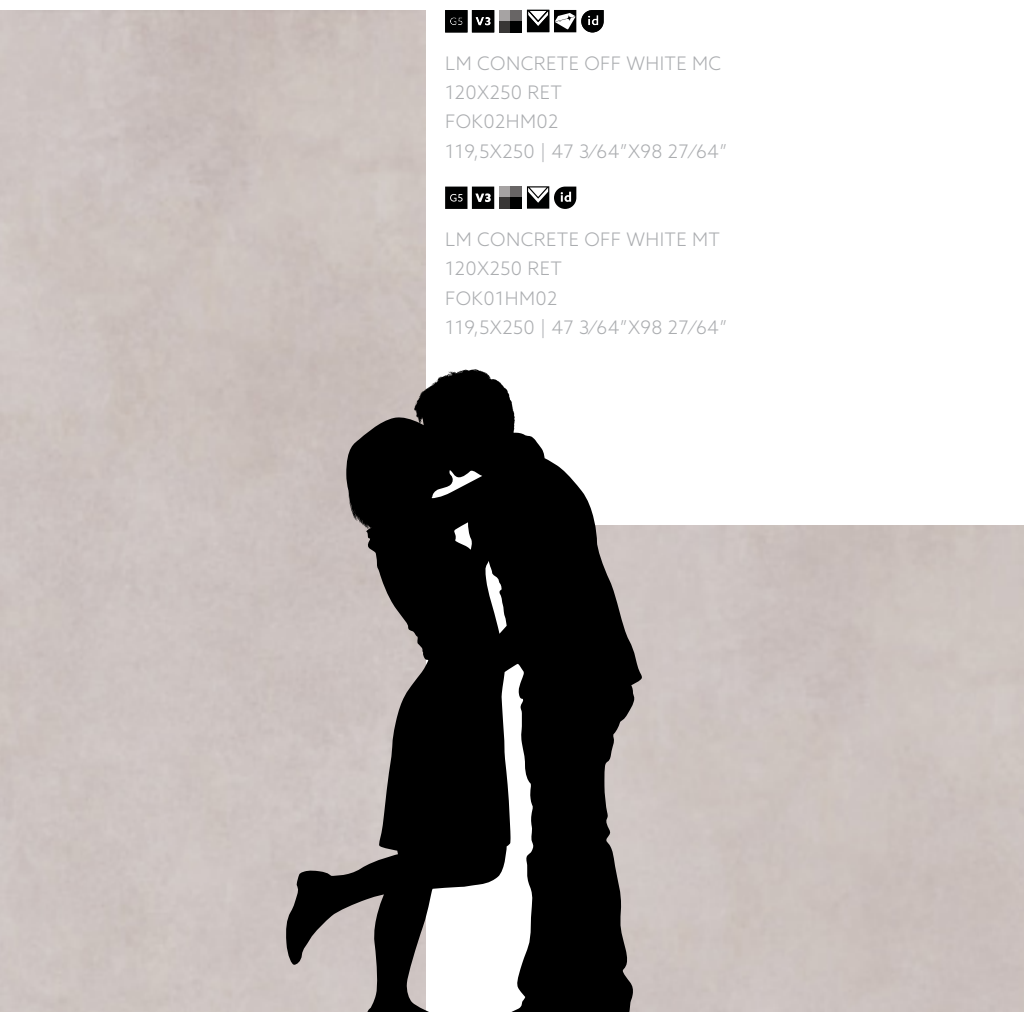 G5 V3 id
LM CONCRETE OFF WHITE MC
120X250 RET
FOK02HM02
119,5X250 | 47 3/64”X98 27/64”
G5 V3 id
LM CONCRETE OFF WHITE MT
120X250 RET
FOK01HM02
119,5X250 | 47 3/64”X98 27/64”